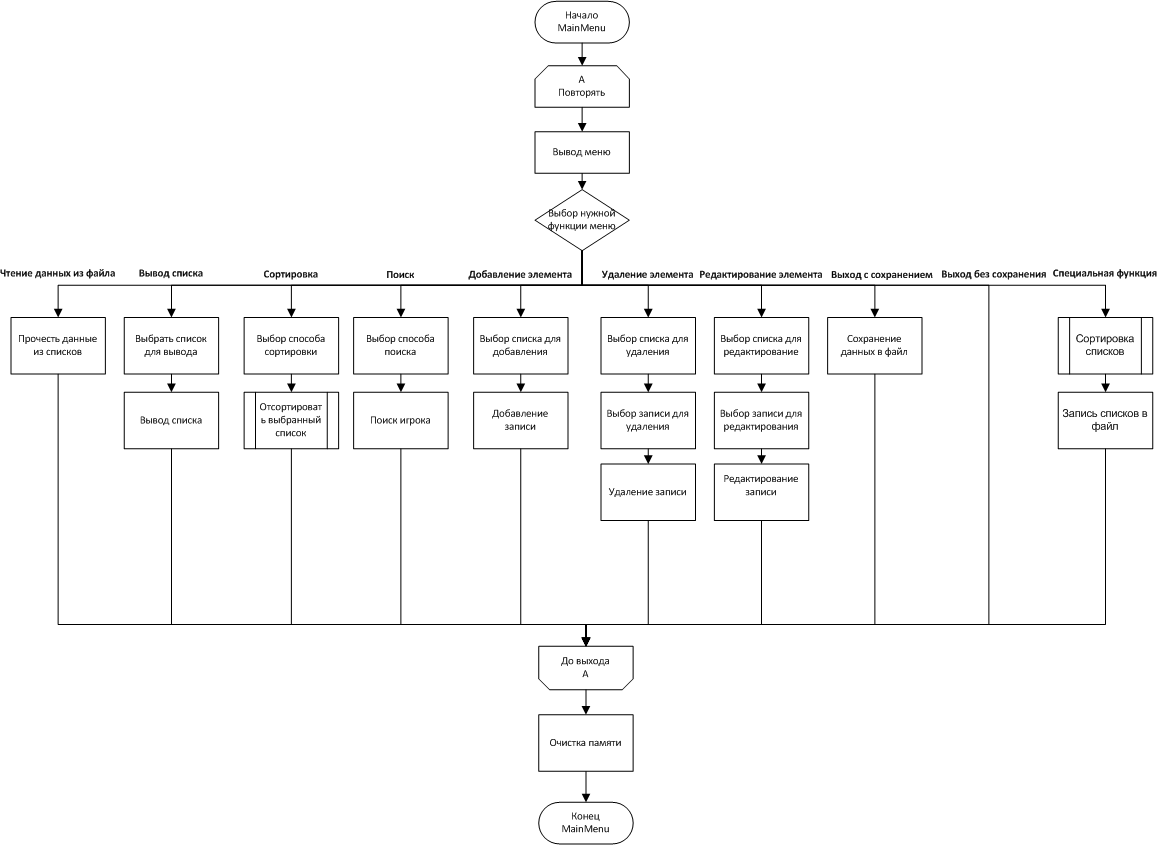 Начало
MainMenu
А
Повторять
Вывод меню
Выбор нужной
функции меню
Чтение данных из файла
Вывод списка
Сортировка
Поиск
Добавление элемента
Удаление элемента
Редактирование элемента
Выход с сохранением
Выход без сохранения
Специальная функция
Прочесть данные
из списков
Выбрать список
для вывода
Выбор способа
сортировки
Выбор способа
поиска
Выбор списка для
добавления
Выбор списка для
удаления
Выбор списка для
редактирование
Сохранение
данных в файл
Сортировка
списков
Вывод списка
Отсортироват
ь выбранный
список
Поиск игрока
Добавление
записи
Выбор записи для
удаления
Выбор записи для
редактирования
Запись списков в
файл
Удаление записи
Редактирование
записи
До выхода
А
Очистка памяти
Конец
MainMenu